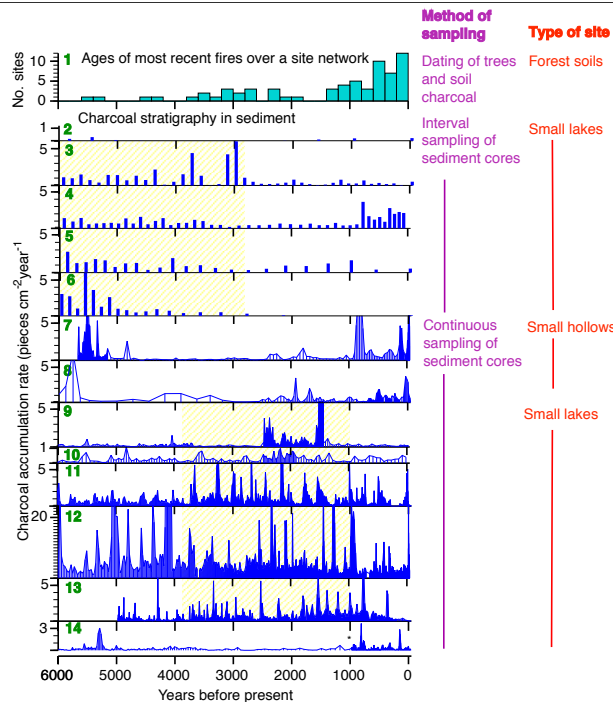 Method of
sampling
Type of site
1 Ages of most recent fires over a site network
No. sites
10
5
0
Dating of trees
and soil
charcoal
Forest soils
Charcoal stratigraphy in sediment
Interval
sampling of
sediment cores
Small lakes
1
2
5
3
5
4
5
5
5
6
5
7
Continuous
sampling of
sediment cores
Small hollows
5
8
5
9
Small lakes
1
10
5
11
20
12
5
13
3
14
Charcoal accumulation rate (pieces cm-2year-1
6000 5000 4000 3000 2000 1000 0
Years before present